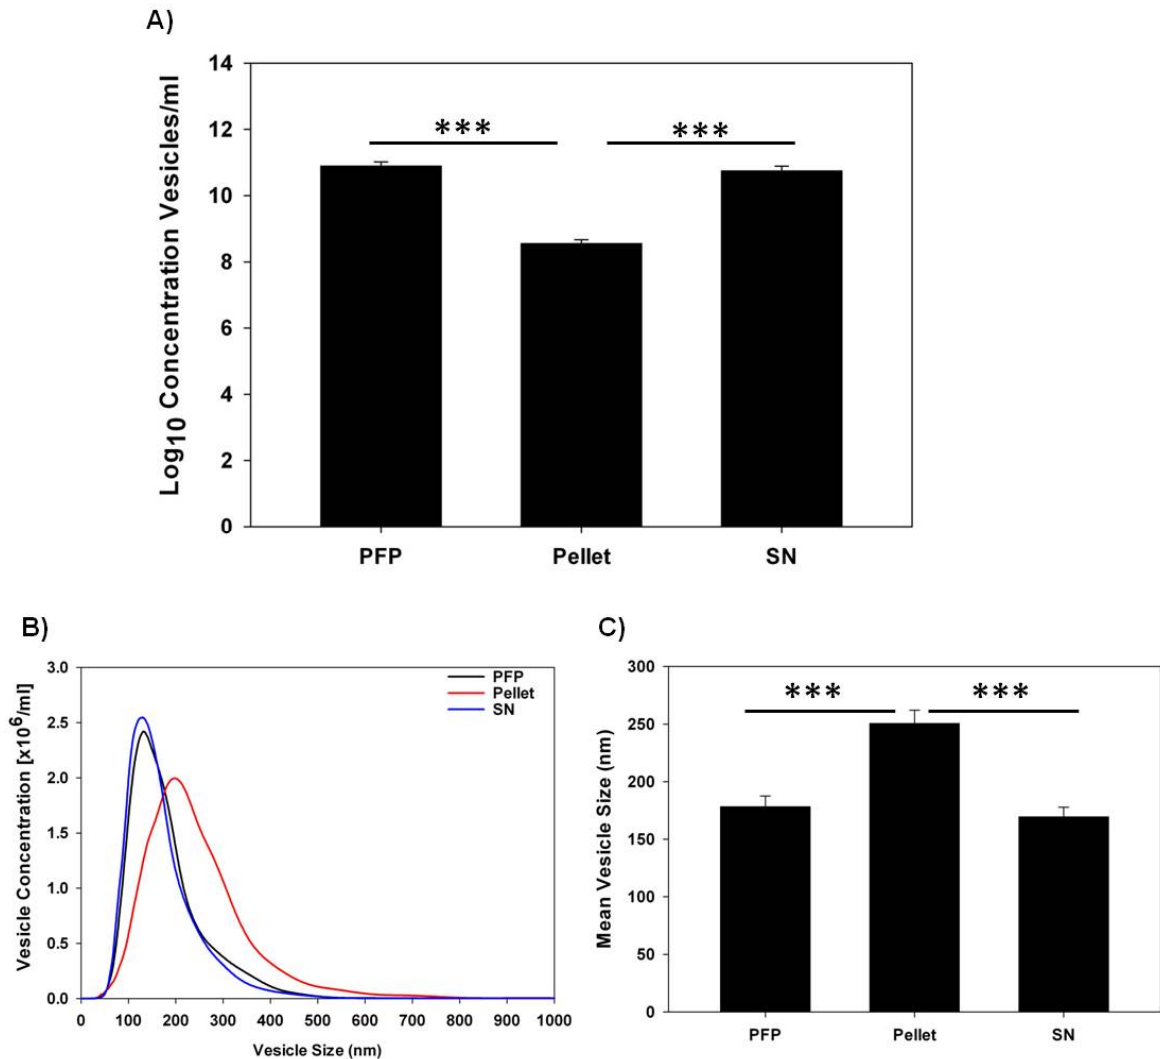 A)
Log10 Concentration Vesicles/ml
14
12
10
8
6
4
2
0
*** ***
PFP Pellet SN
B)
Vesicle Concentration [x10^6/ml]
3.0
2.5
2.0
1.5
1.0
0.5
0.0
PFP
Pellet
SN
0 100 200 300 400 500 600 700 800 900 1000
Vesicle Size (nm)
C)
Mean Vesicle Size (nm)
300
250
200
150
100
50
0
*** ***
PFP Pellet SN